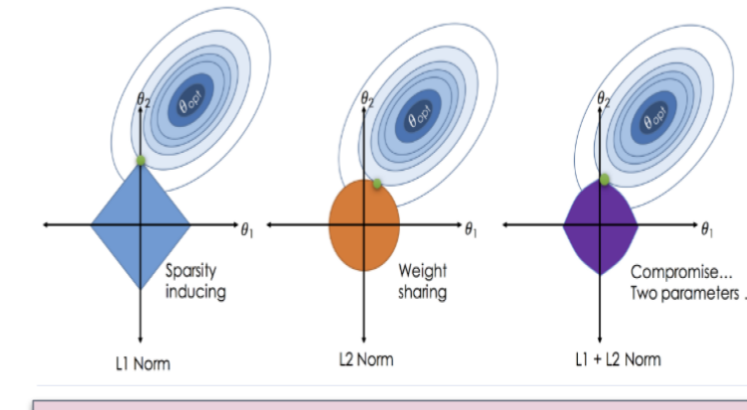 θ2
θopt
θ1
Sparsity
inducing
L1 Norm
θ2
θopt
θ1
Weight
sharing
L2 Norm
θ2
θopt
θ1
Compromise...
Two parameters .
L1 + L2 Norm